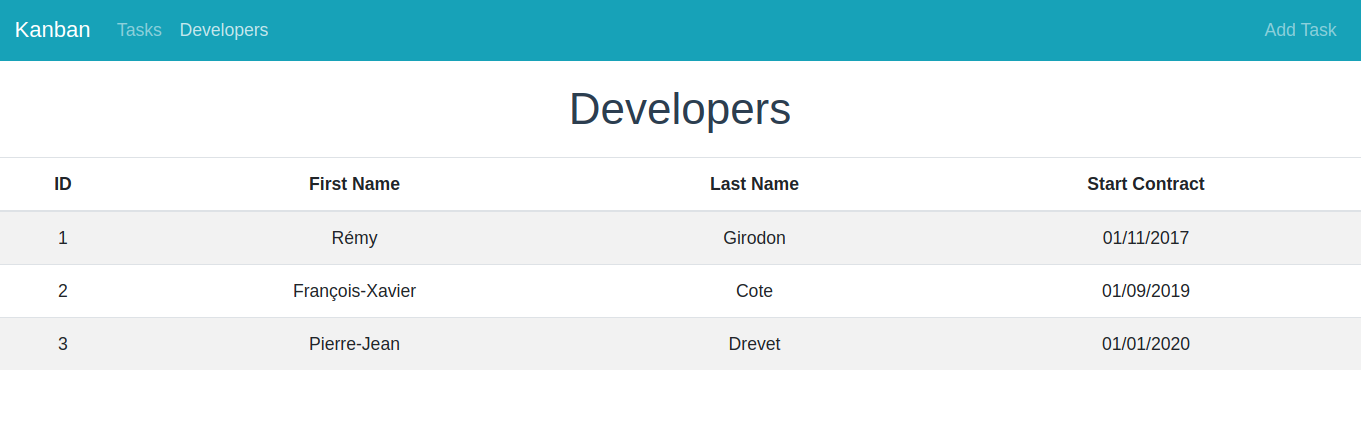 Kanban Tasks Developers Add Task
Developers
ID First Name Last Name Start Contract
1 Rémy Girodon 01/11/2017
2 François-Xavier Cote 01/09/2019
3 Pierre-Jean Drevet 01/01/2020